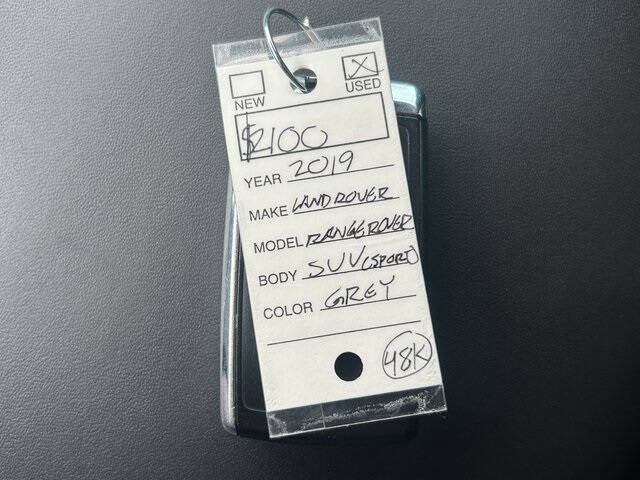 NEW USED
$2100
YEAR 2019
MAKE LAND ROVER
MODEL RANGE ROVER
BODY SUV (SPORT)
COLOR GREY
48K